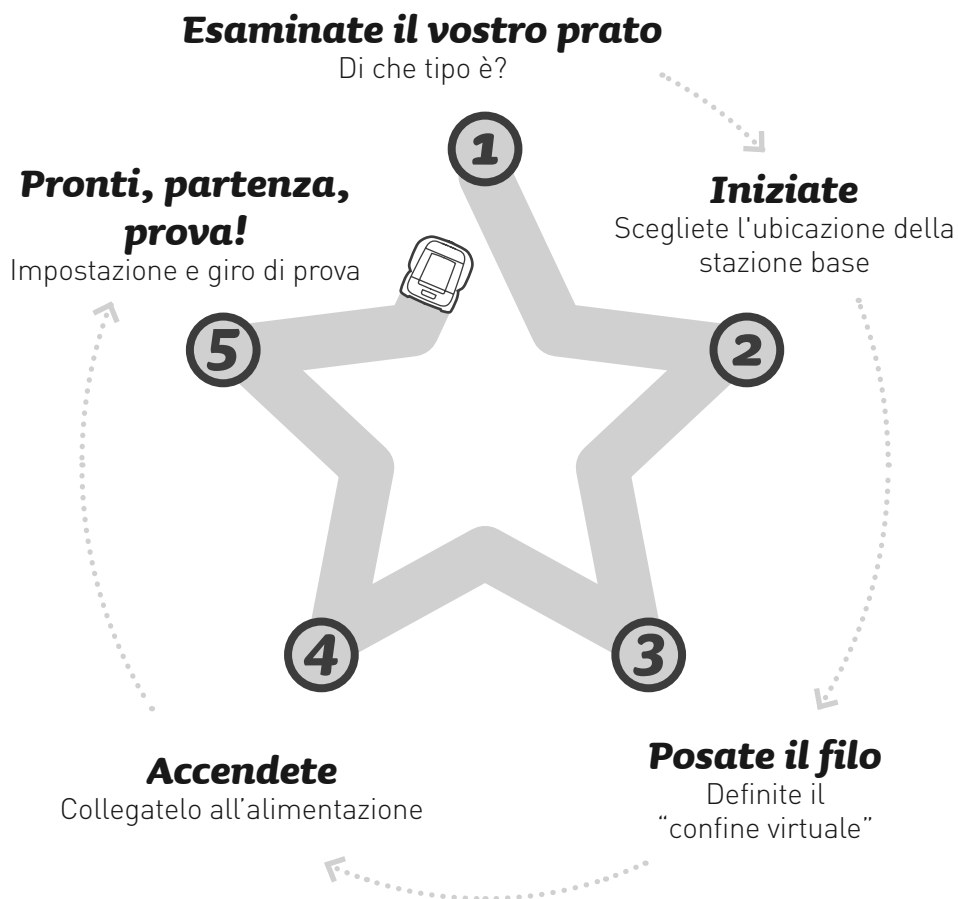 Esaminate il vostro prato
Di che tipo è?
1
Iniziate
Scegliete l'ubicazione della
stazione base
2
Posate il filo
Definite il
“confine virtuale”
3
Accendete
Collegatelo all’alimentazione
4
Pronti, partenza,
prova!
Impostazione e giro di prova
5